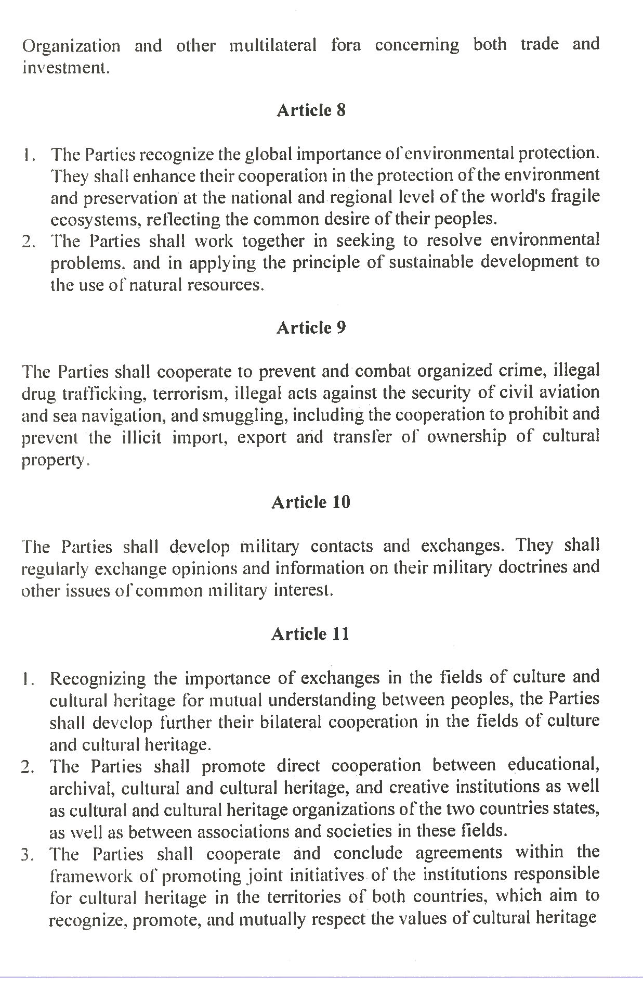 Organization and other multilateral fora concerning both trade and
investment.
Article 8
1. The Parties recognize the global importance of environmental protection.
They shall enhance their cooperation in the protection of the environment
and preservation at the national and regional level of the world's fragile
ecosystems, reflecting the common desire of their peoples.
2. The Parties shall work together in seeking to resolve environmental
problems, and in applying the principle of sustainable development to
the use of natural resources.
Article 9
The Parties shall cooperate to prevent and combat organized crime, illegal
drug trafficking, terrorism, illegal acts against the security of civil aviation
and sea navigation, and smuggling, including the cooperation to prohibit and
prevent the illicit import, export and transfer of ownership of cultural
property.
Article 10
The Parties shall develop military contacts and exchanges. They shall
regularly exchange opinions and information on their military doctrines and
other issues of common military interest.
Article 11
1. Recognizing the importance of exchanges in the fields of culture and
cultural heritage for mutual understanding between peoples, the Parties
shall develop further their bilateral cooperation in the fields of culture
and cultural heritage.
2. The Parties shall promote direct cooperation between educational,
archival, cultural and cultural heritage, and creative institutions as well
as cultural and cultural heritage organizations of the two countries states,
as well as between associations and societies in these fields.
3. The Parties shall cooperate and conclude agreements within the
framework of promoting joint initiatives of the institutions responsible
for cultural heritage in the territories of both countries, which aim to
recognize, promote, and mutually respect the values of cultural heritage